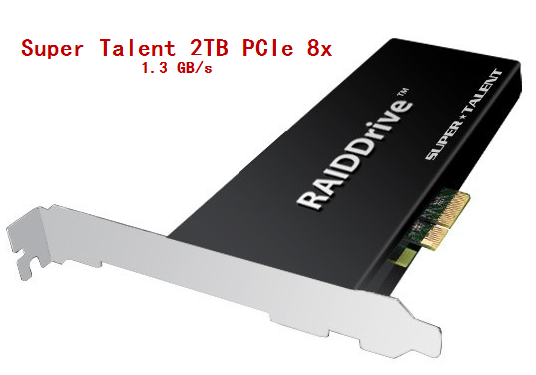 Super Talent 2TB PCIe 8x
1.3 GB/s
RAIDDrive™
SUPER★TALENT